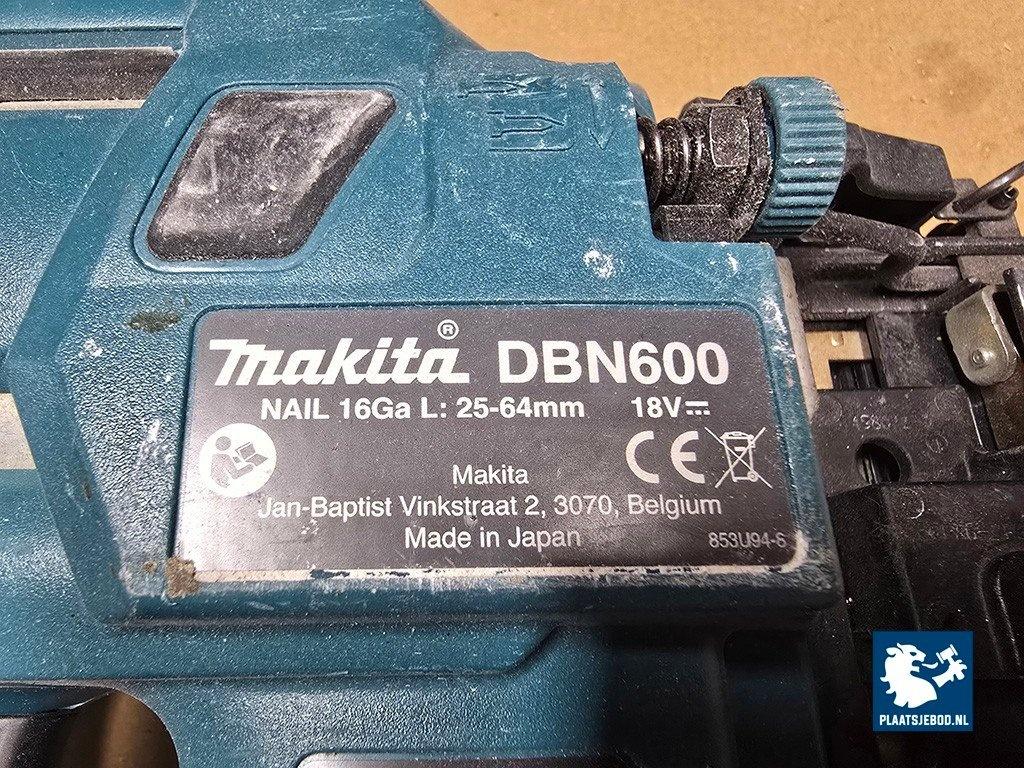 makita® DBN600
NAIL 16Ga L: 25-64mm 18V
CE
Makita
Jan-Baptist Vinkstraat 2, 3070, Belgium
Made in Japan 853U94-6
PLAATSJEBOD.NL